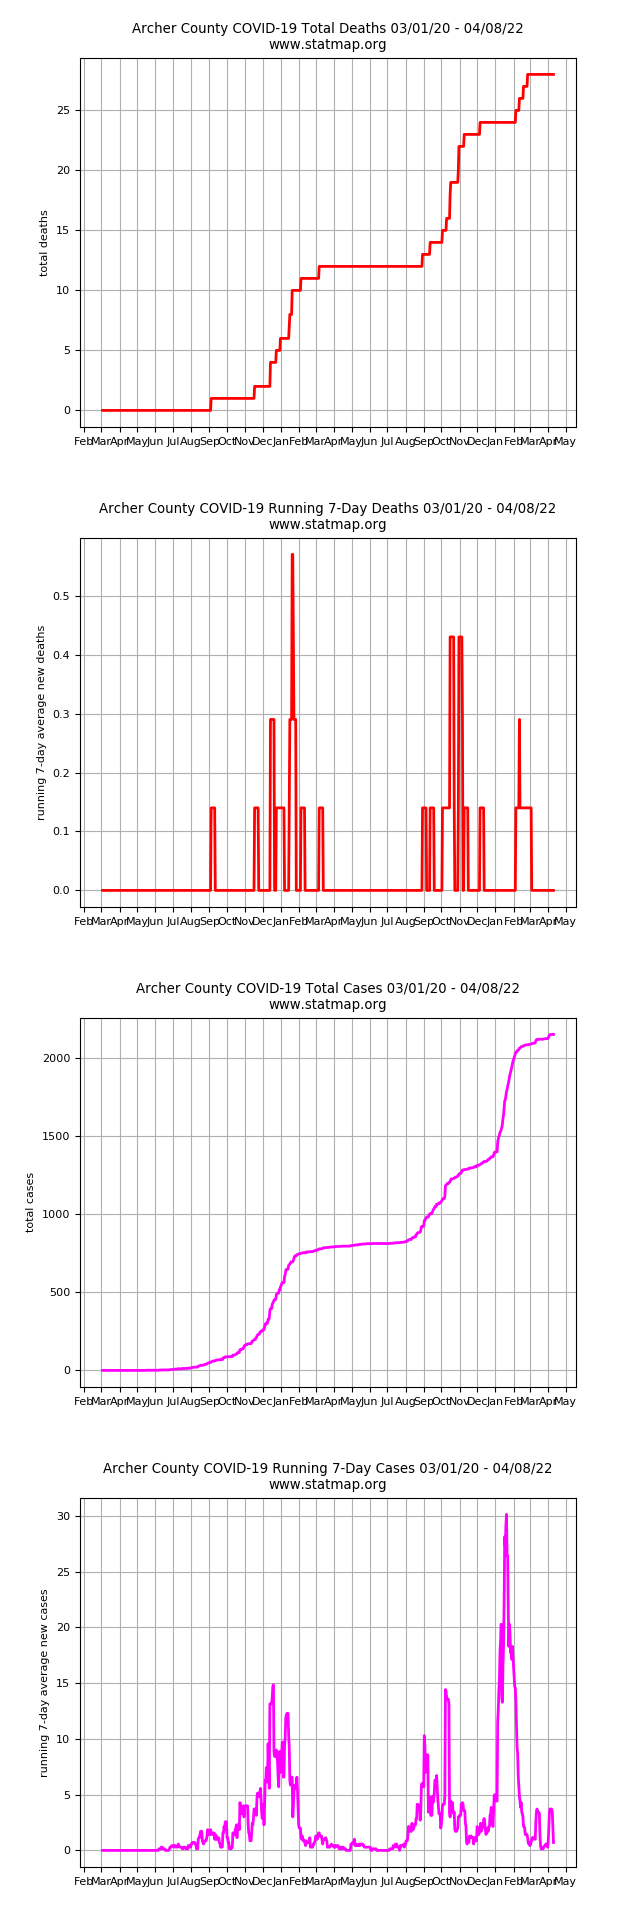 Archer County COVID-19 Total Deaths 03/01/20 - 04/08/22
www.statmap.org
25
20
15
10
5
0
total deaths
Feb Mar Apr May Jun Jul Aug Sep Oct Nov Dec Jan Feb Mar Apr May Jun Jul Aug Sep Oct Nov Dec Jan Feb Mar Apr May
Archer County COVID-19 Running 7-Day Deaths 03/01/20 - 04/08/22
www.statmap.org
0.5
0.4
0.3
0.2
0.1
0.0
running 7-day average new deaths
Feb Mar Apr May Jun Jul Aug Sep Oct Nov Dec Jan Feb Mar Apr May Jun Jul Aug Sep Oct Nov Dec Jan Feb Mar Apr May
Archer County COVID-19 Total Cases 03/01/20 - 04/08/22
www.statmap.org
2000
1500
1000
500
0
total cases
Feb Mar Apr May Jun Jul Aug Sep Oct Nov Dec Jan Feb Mar Apr May Jun Jul Aug Sep Oct Nov Dec Jan Feb Mar Apr May
Archer County COVID-19 Running 7-Day Cases 03/01/20 - 04/08/22
www.statmap.org
30
25
20
15
10
5
0
running 7-day average new cases
Feb Mar Apr May Jun Jul Aug Sep Oct Nov Dec Jan Feb Mar Apr May Jun Jul Aug Sep Oct Nov Dec Jan Feb Mar Apr May